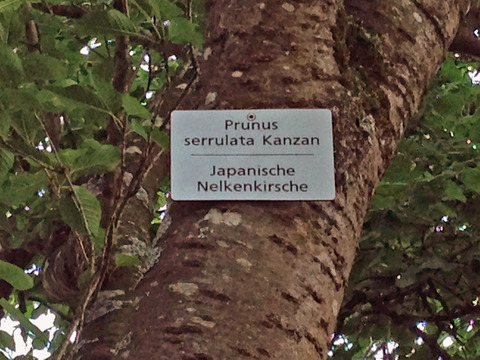 Prunus
serrulata Kanzan
Japanische
Nelkenkirsche